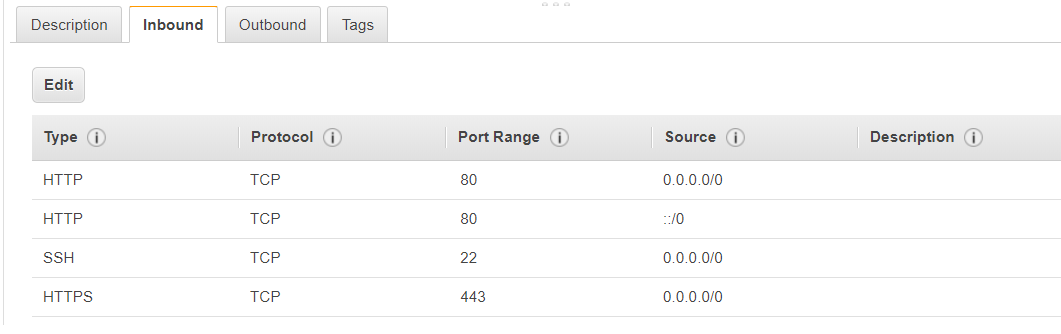 Description Inbound Outbound Tags
Edit
Type Protocol Port Range Source Description
HTTP TCP 80 0.0.0.0/0
HTTP TCP 80 ::/0
SSH TCP 22 0.0.0.0/0
HTTPS TCP 443 0.0.0.0/0